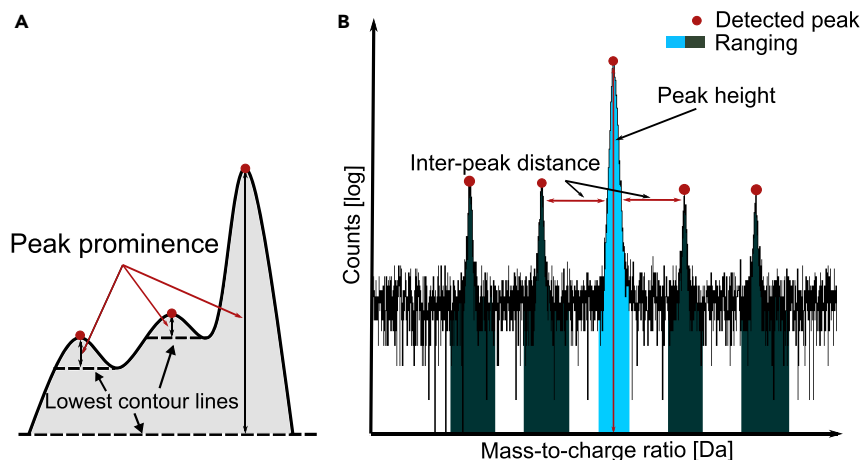 A
Peak prominence
Lowest contour lines
B
Detected peak
Ranging
Peak height
Inter-peak distance
Counts [log]
Mass-to-charge ratio [Da]